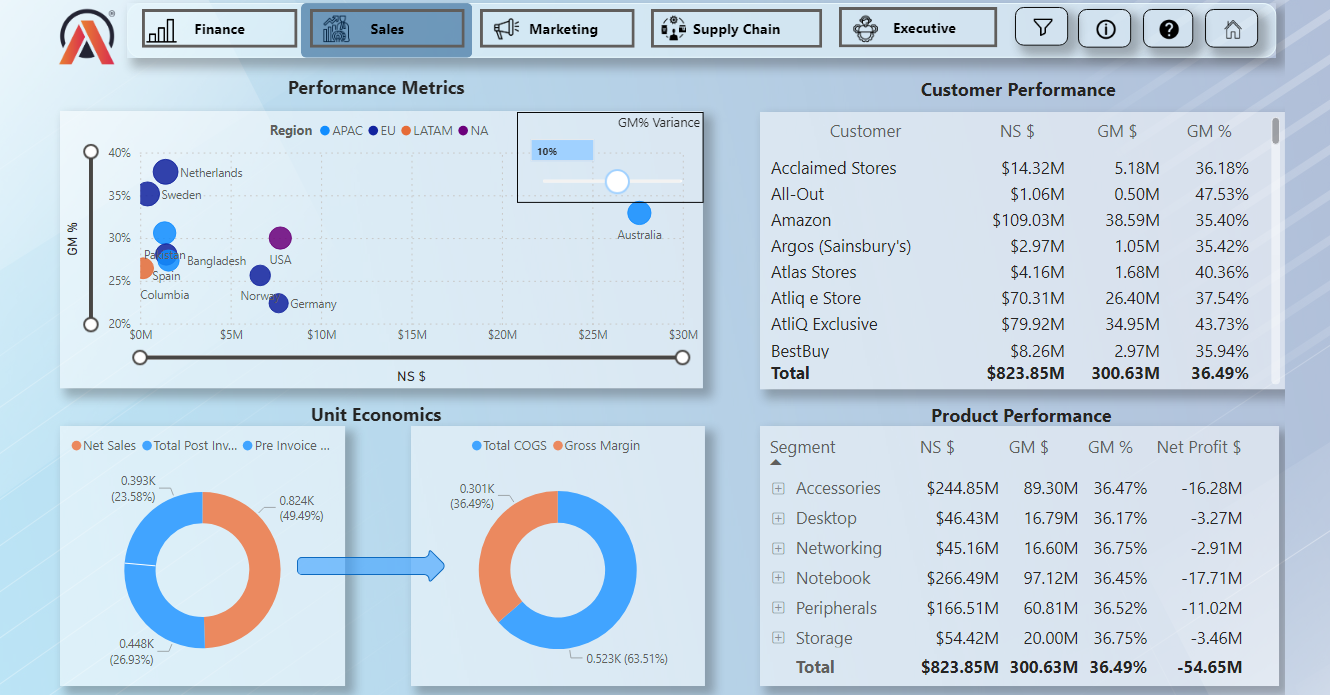 Finance
Sales
Marketing
Supply Chain
Executive
Performance Metrics
Region APAC EU LATAM NA
GM% Variance
10%
40%
35%
30%
25%
20%
GM %
Netherlands
Sweden
Pakistan
Bangladesh
Spain
Columbia
USA
Norway
Germany
Australia
$0M $5M $10M $15M $20M $25M $30M
NS $
Customer Performance
Customer NS $ GM $ GM %
Acclaimed Stores $14.32M 5.18M 36.18%
All-Out $1.06M 0.50M 47.53%
Amazon $109.03M 38.59M 35.40%
Argos (Sainsbury's) $2.97M 1.05M 35.42%
Atlas Stores $4.16M 1.68M 40.36%
Atliq e Store $70.31M 26.40M 37.54%
AtliQ Exclusive $79.92M 34.95M 43.73%
BestBuy $8.26M 2.97M 35.94%
Total $823.85M 300.63M 36.49%
Unit Economics
Net Sales Total Post Inv... Pre Invoice ...
0.393K
(23.58%)
0.824K
(49.49%)
0.448K
(26.93%)
Total COGS Gross Margin
0.301K
(36.49%)
0.523K (63.51%)
Product Performance
Segment NS $ GM $ GM % Net Profit $
Accessories $244.85M 89.30M 36.47% -16.28M
Desktop $46.43M 16.79M 36.17% -3.27M
Networking $45.16M 16.60M 36.75% -2.91M
Notebook $266.49M 97.12M 36.45% -17.71M
Peripherals $166.51M 60.81M 36.52% -11.02M
Storage $54.42M 20.00M 36.75% -3.46M
Total $823.85M 300.63M 36.49% -54.65M